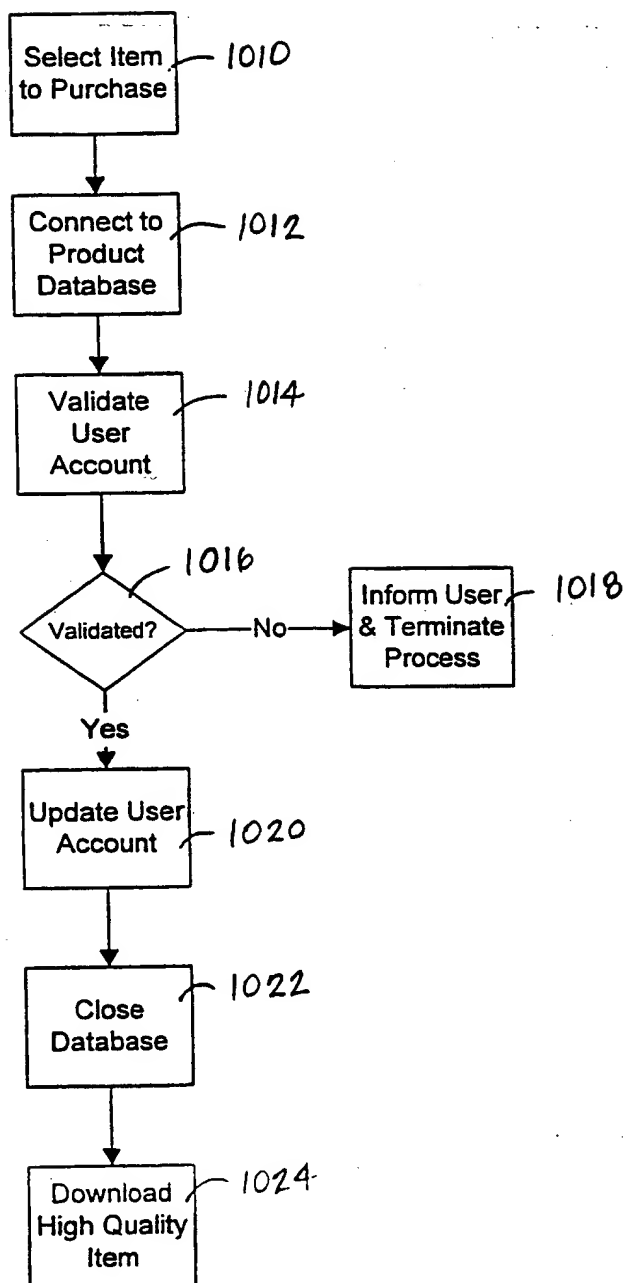 Select Item
to Purchase
1010
Connect to
Product
Database
1012
Validate
User
Account
1014
Validated?
1016
No
Inform User
& Terminate
Process
1018
Yes
Update User
Account
1020
Close
Database
1022
Download
High Quality
Item
1024